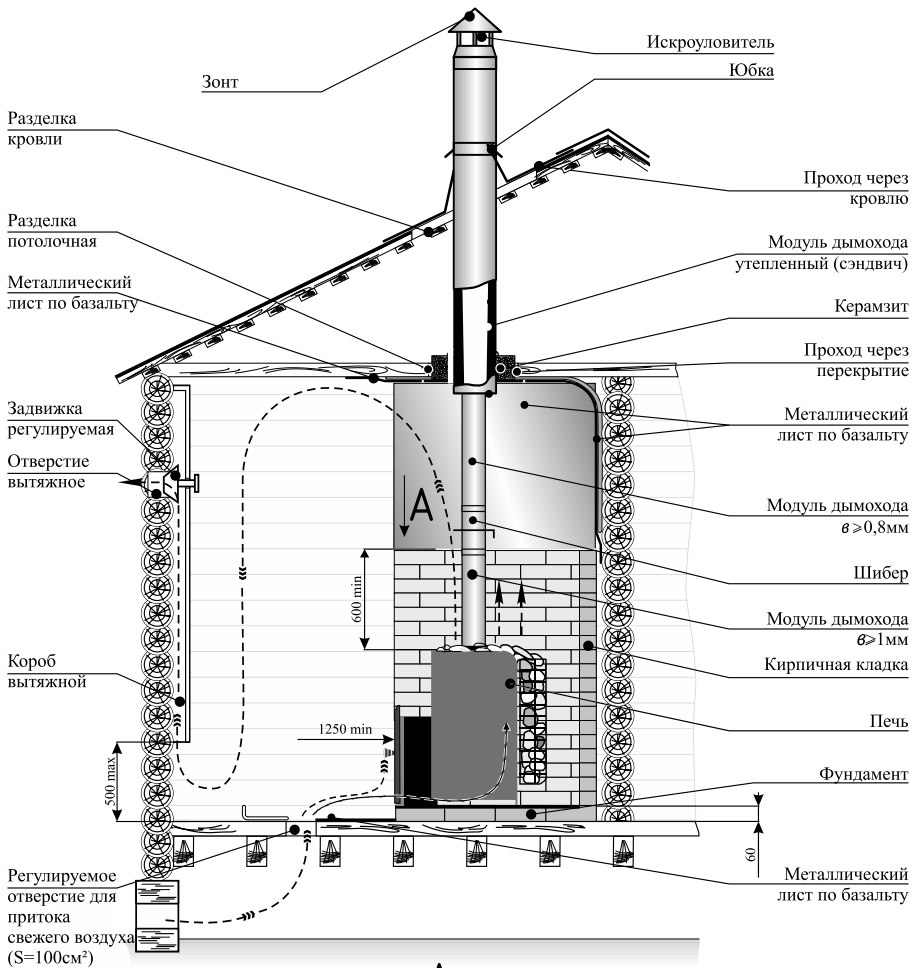 Искроуловитель
Юбка
Зонт
Разделка
кровли
Проход через
кровлю
Разделка
потолочная
Модуль дымохода
утепленный (сэндвич)
Металлический
лист по базальту
Керамзит
Проход через
перекрытие
Задвижка
регулируемая
Металлический
лист по базальту
Отверстие
вытяжное
А
Модуль дымохода
в⩾0,8мм
Шибер
600 min
Модуль дымохода
в⩾1мм
Короб
вытяжной
Кирпичная кладка
Печь
1250 min
500 max
Фундамент
60
Регулируемое
отверстие для
притока
свежего воздуха
(S=100см²)
Металлический
лист по базальту